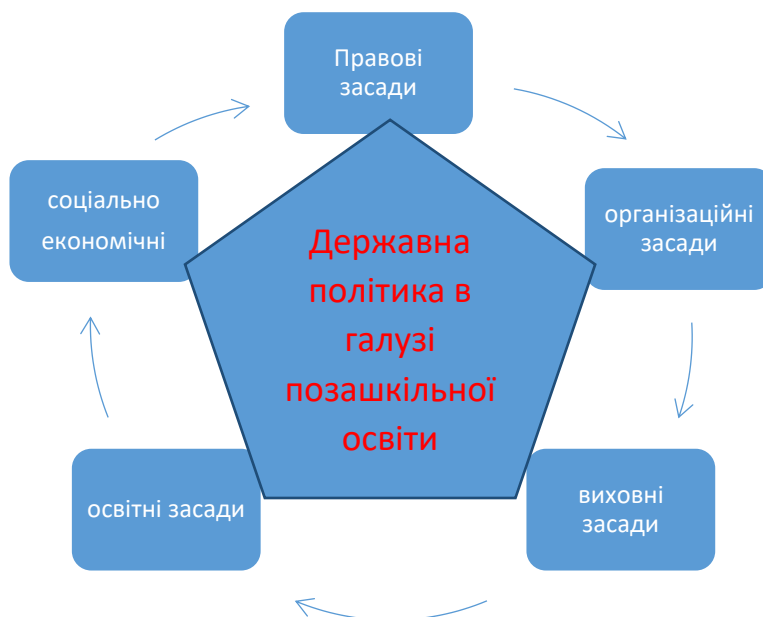 Правові
засади
соціально
економічні
організаційні
засади
Державна
політика в
галузі
позашкільної
освіти
освітні засади
виховні
засади